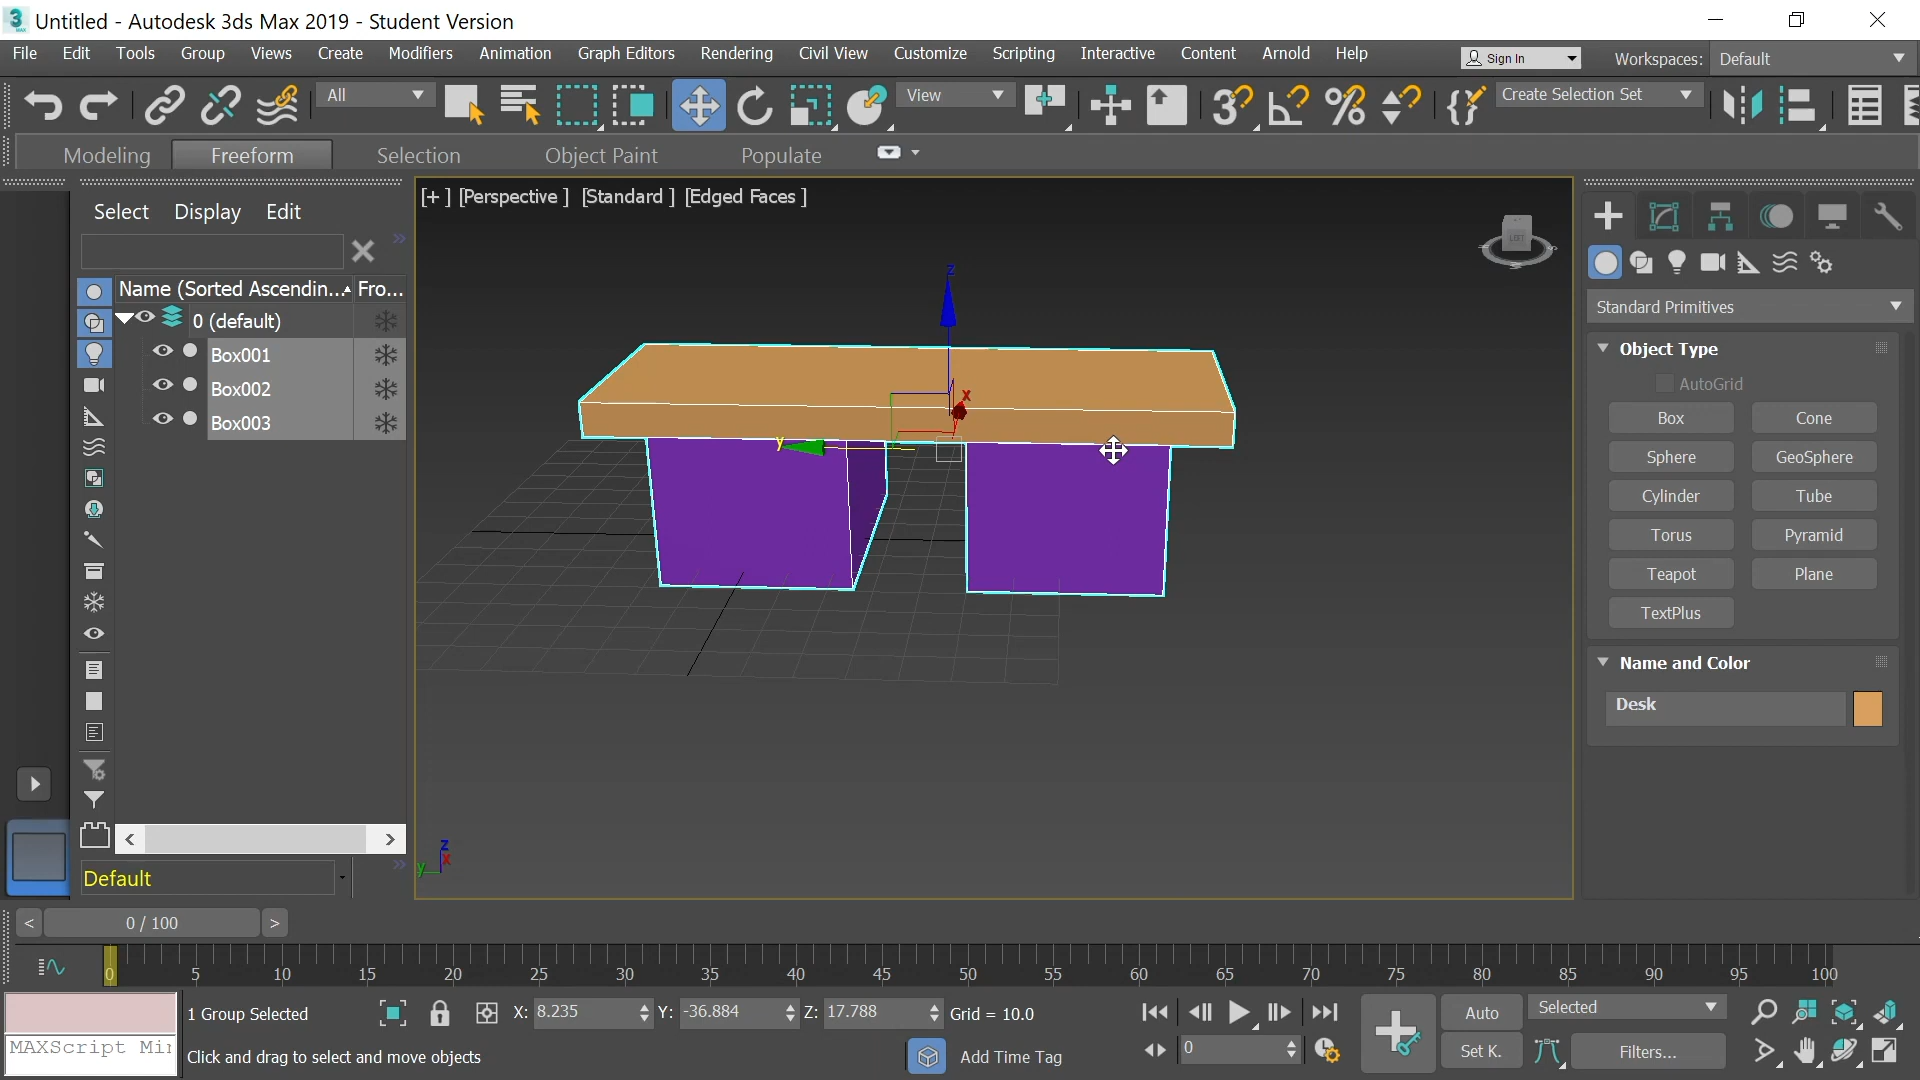 Untitled - Autodesk 3ds Max 2019 - Student Version
File Edit Tools Group Views Create Modifiers Animation Graph Editors Rendering Civil View Customize Scripting Interactive Content Arnold Help Sign In Workspaces: Default
All View 3 Create Selection Set
Modeling Freeform Selection Object Paint Populate
Select Display Edit
[+] [Perspective] [Standard] [Edged Faces]
Name (Sorted Ascendin... Fro...
0 (default)
Box001
Box002
Box003
Default
z
x
y
z
x
y
Standard Primitives
Object Type
AutoGrid
Box Cone
Sphere GeoSphere
Cylinder Tube
Torus Pyramid
Teapot Plane
TextPlus
Name and Color
Desk
< 0 / 100 >
0 5 10 15 20 25 30 35 40 45 50 55 60 65 70 75 80 85 90 95 100
1 Group Selected X: 8.235 Y: -36.884 Z: 17.788 Grid = 10.0 Auto Selected
MAXScript Mi Click and drag to select and move objects Add Time Tag 0 Set K. Filters...